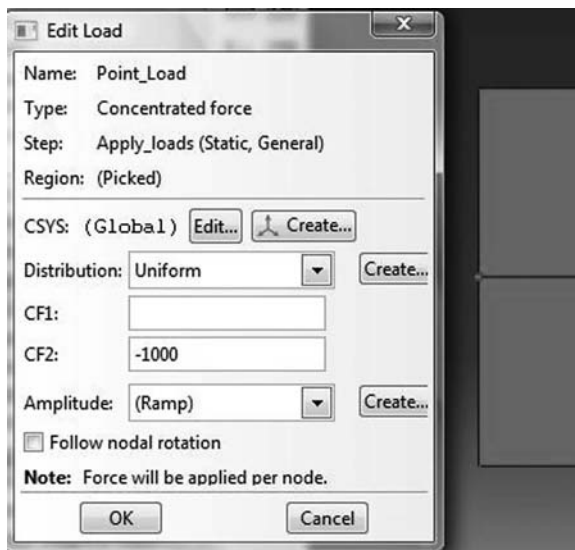 Edit Load
Name: Point_Load
Type: Concentrated force
Step: Apply_loads (Static, General)
Region: (Picked)
CSYS: (Global) Edit... Create...
Distribution: Uniform Create...
CF1:
CF2: -1000
Amplitude: (Ramp) Create...
Follow nodal rotation
Note: Force will be applied per node.
OK Cancel